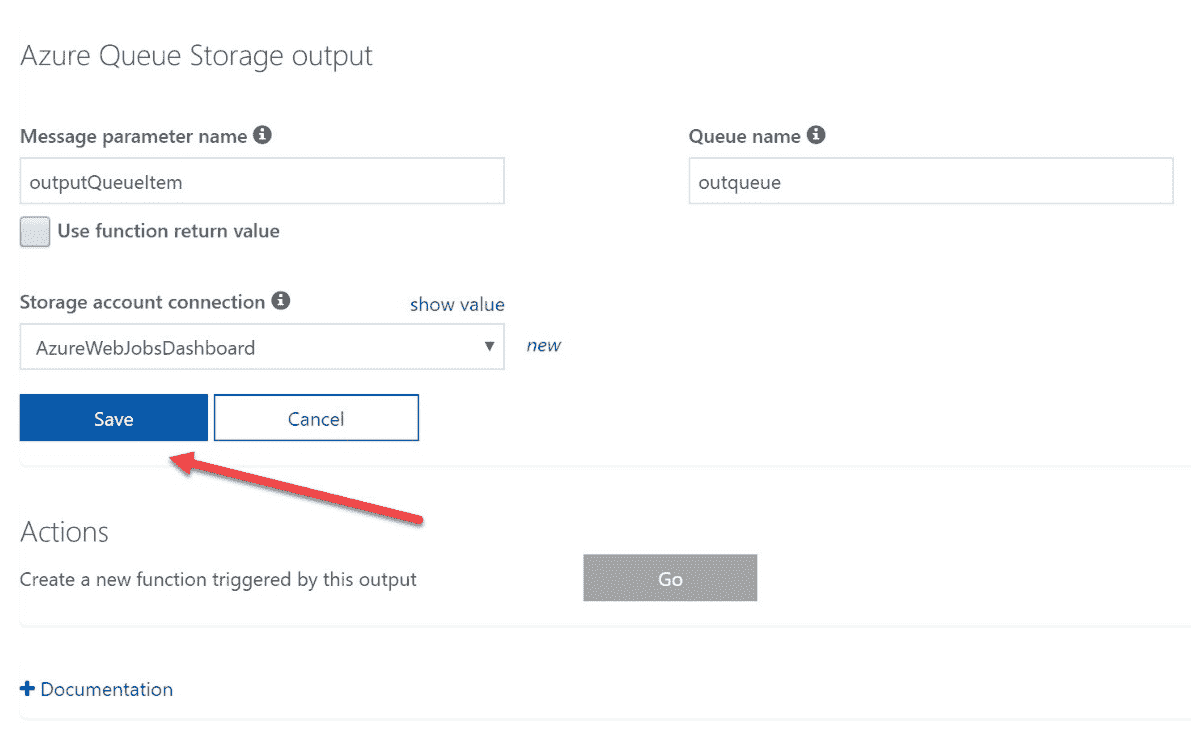 Azure Queue Storage output
Message parameter name
Queue name
outputQueueItem
outqueue
Use function return value
Storage account connection
show value
AzureWebJobsDashboard
new
Save
Cancel
Actions
Create a new function triggered by this output
Go
Documentation